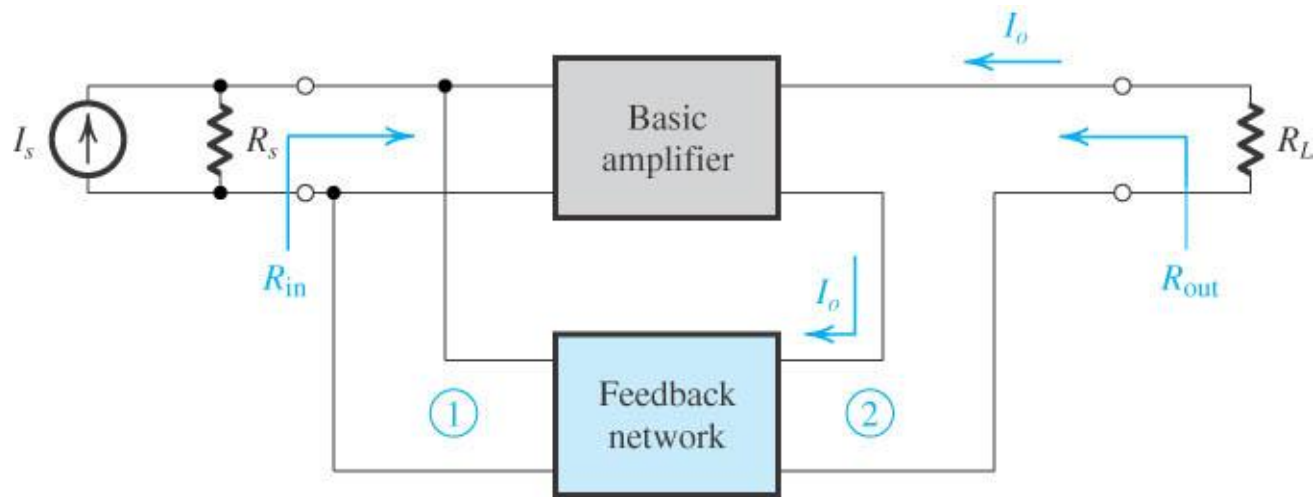 I_o
I_s
R_s
Basic
amplifier
R_L
R_in
I_o
R_out
1
Feedback
network
2